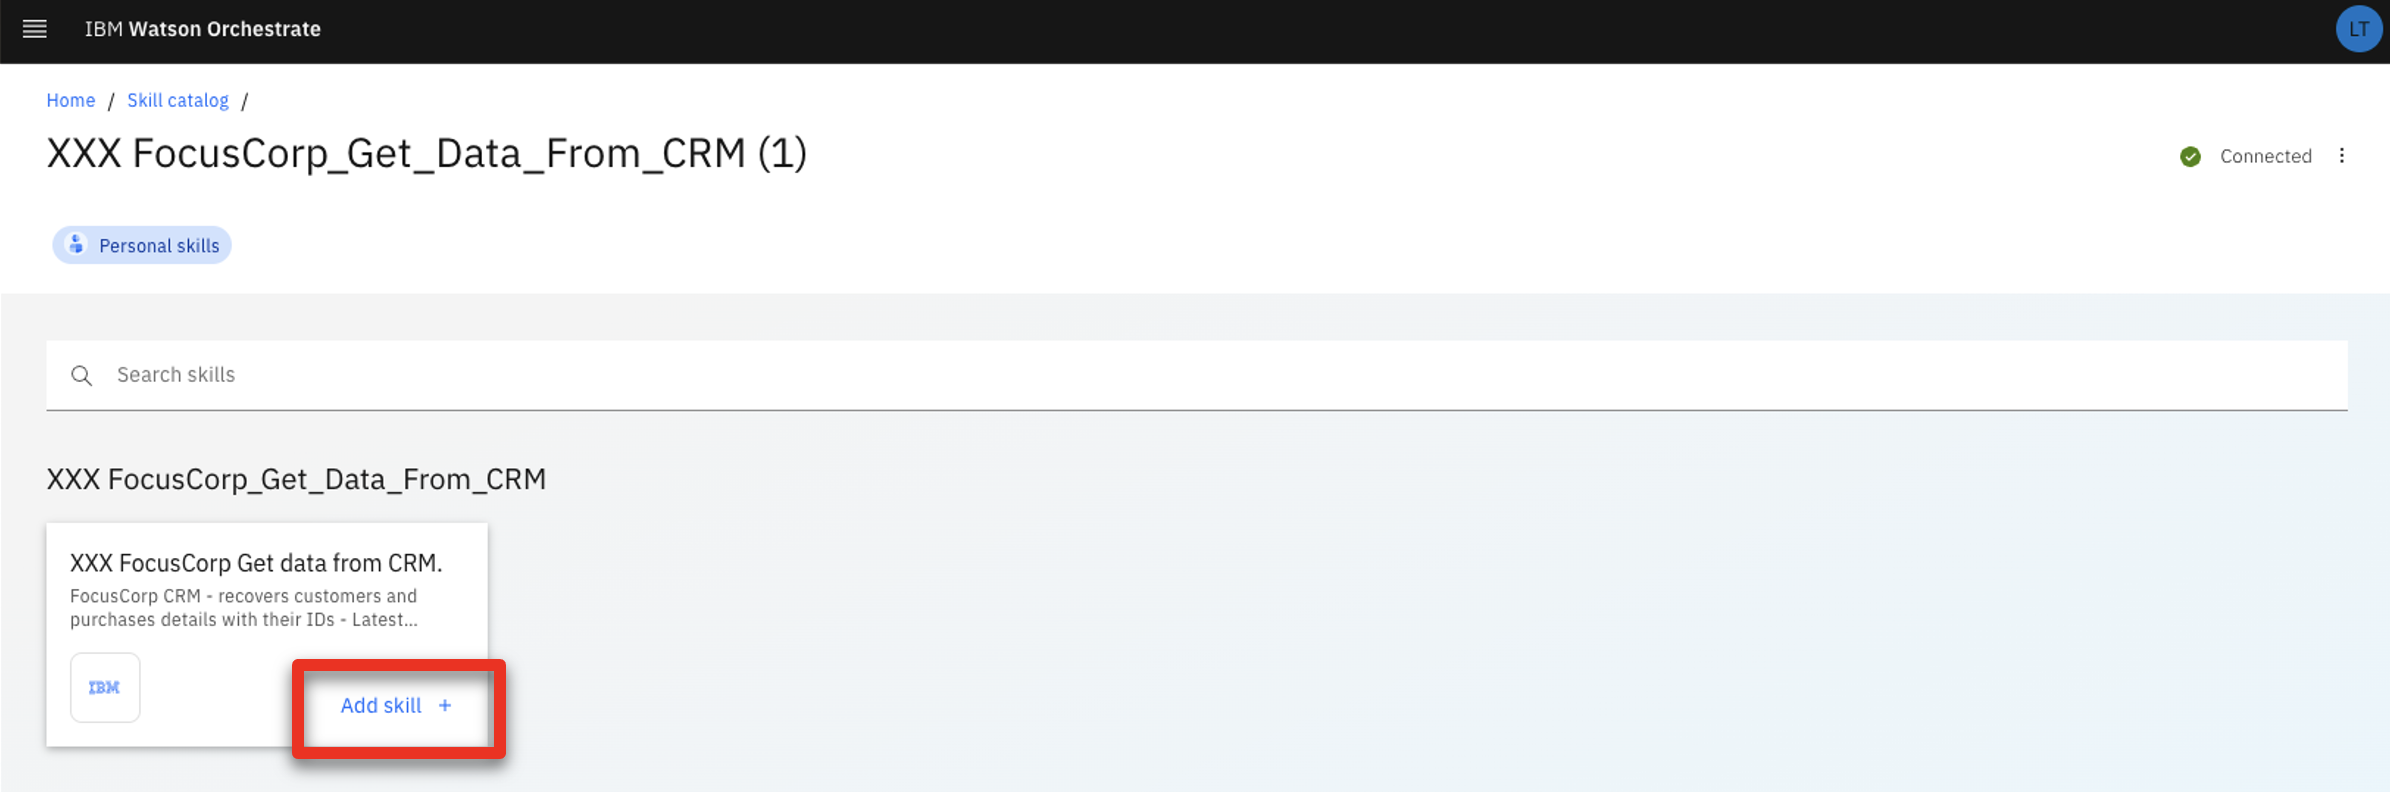 IBM Watson Orchestrate
LT
Home / Skill catalog /
XXX FocusCorp_Get_Data_From_CRM (1)
Connected
Personal skills
Search skills
XXX FocusCorp_Get_Data_From_CRM
XXX FocusCorp Get data from CRM.
FocusCorp CRM - recovers customers and
purchases details with their IDs - Latest...
IBM
Add skill +